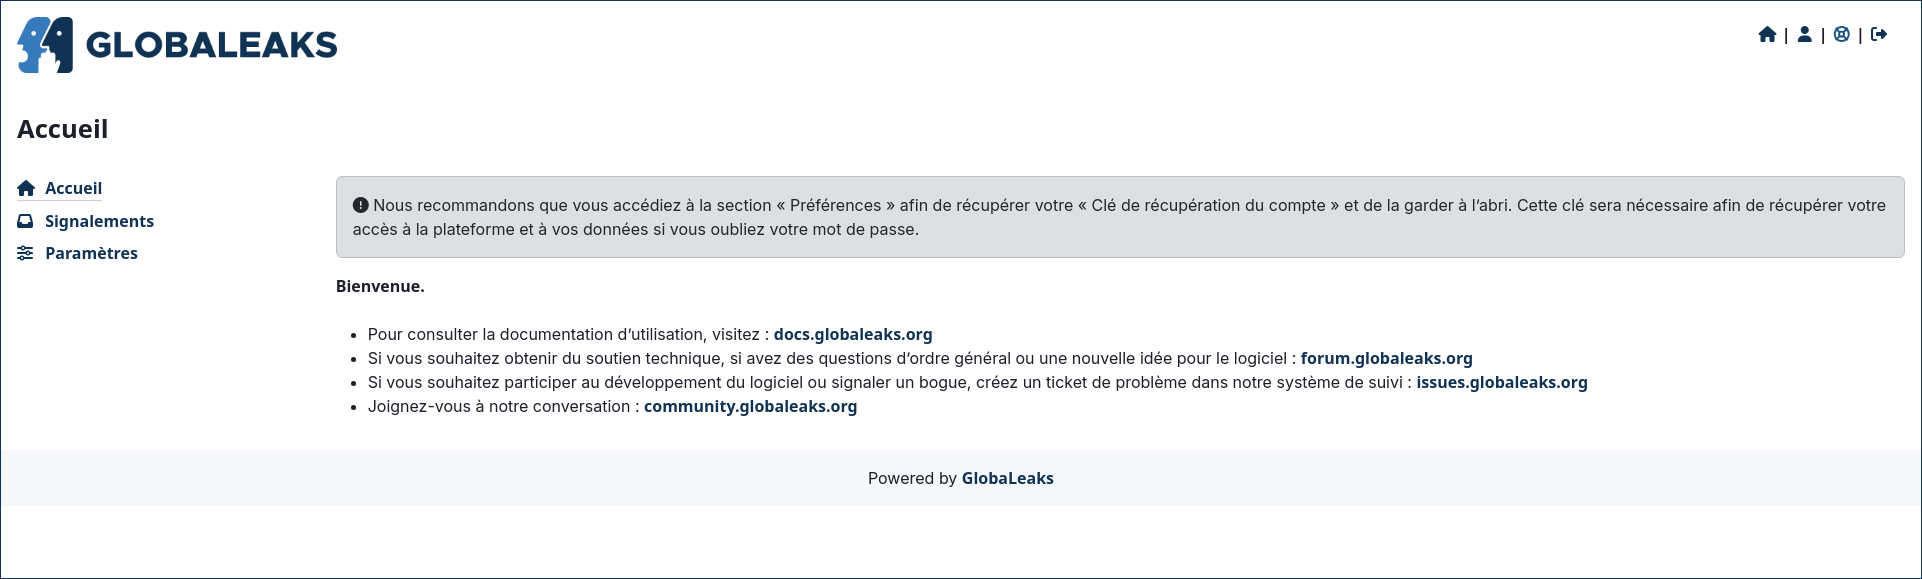 GLOBALEAKS
| | |
Accueil
Accueil
Signalements
Paramètres
Nous recommandons que vous accédiez à la section « Préférences » afin de récupérer votre « Clé de récupération du compte » et de la garder à l’abri. Cette clé sera nécessaire afin de récupérer votre
accès à la plateforme et à vos données si vous oubliez votre mot de passe.
Bienvenue.
• Pour consulter la documentation d’utilisation, visitez : docs.globaleaks.org
• Si vous souhaitez obtenir du soutien technique, si avez des questions d’ordre général ou une nouvelle idée pour le logiciel : forum.globaleaks.org
• Si vous souhaitez participer au développement du logiciel ou signaler un bogue, créez un ticket de problème dans notre système de suivi : issues.globaleaks.org
• Joignez-vous à notre conversation : community.globaleaks.org
Powered by GlobaLeaks